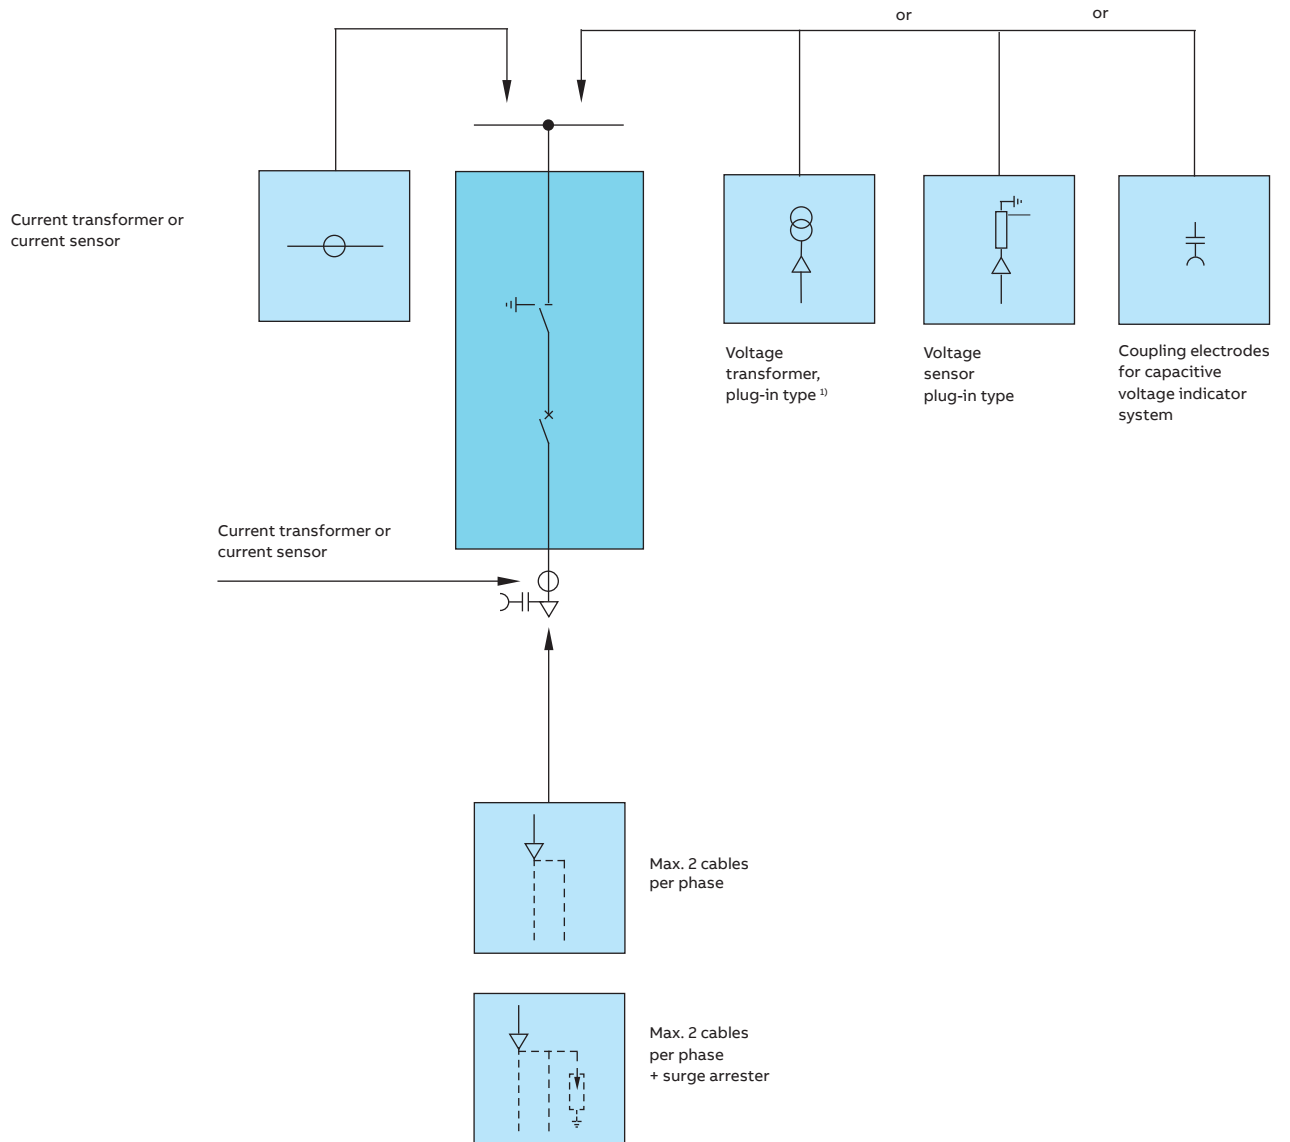 or
or
Current transformer or
current sensor
Voltage
transformer,
plug-in type ¹⁾
Voltage
sensor
plug-in type
Coupling electrodes
for capacitive
voltage indicator
system
Current transformer or
current sensor
Max. 2 cables
per phase
Max. 2 cables
per phase
+ surge arrester